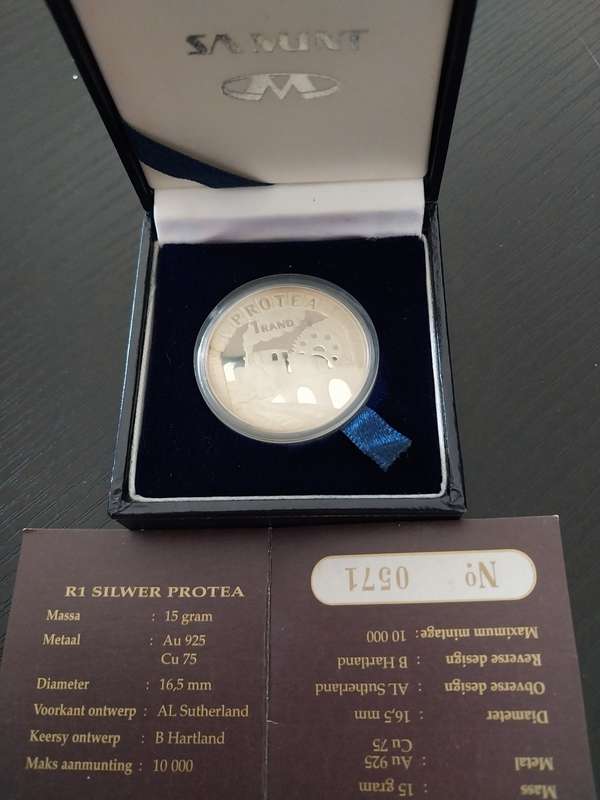 SA MINT
PROTEA
1 RAND
R1 SILWER PROTEA
Massa : 15 gram
Metaal : Au 925
Cu 75
Diameter : 16,5 mm
Voorkant ontwerp : AL Sutherland
Keersy ontwerp : B Hartland
Maks aanmunting : 10 000
Mass : 15 gram
Metal : Au 925
Cu 75
Diameter : 16,5 mm
Obverse design : AL Sutherland
Reverse design : B Hartland
Maximum mintage: 10 000
No 0571